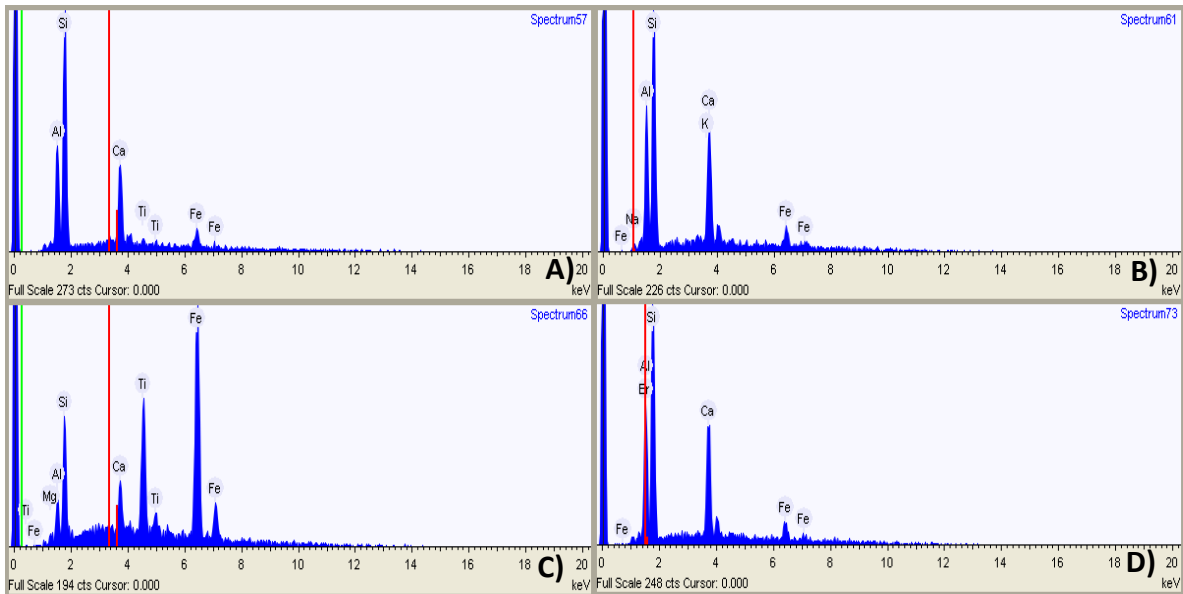 Spectrum57
Si
Al
Ca
Ti
Ti
Fe
Fe
0 2 4 6 8 10 12 14 16 18 20
A)
Full Scale 273 cts Cursor: 0.000 keV
Spectrum61
Si
Al
Ca
K
Na
Fe
Fe
Fe
0 2 4 6 8 10 12 14 16 18 20
B)
Full Scale 226 cts Cursor: 0.000 keV
Spectrum66
Fe
Ti
Si
Ca
Al
Mg
Ti
Fe
Ti
Fe
0 2 4 6 8 10 12 14 16 18 20
C)
Full Scale 194 cts Cursor: 0.000 keV
Spectrum73
Si
Al
Er
Ca
Fe
Fe
Fe
0 2 4 6 8 10 12 14 16 18 20
D)
Full Scale 248 cts Cursor: 0.000 keV